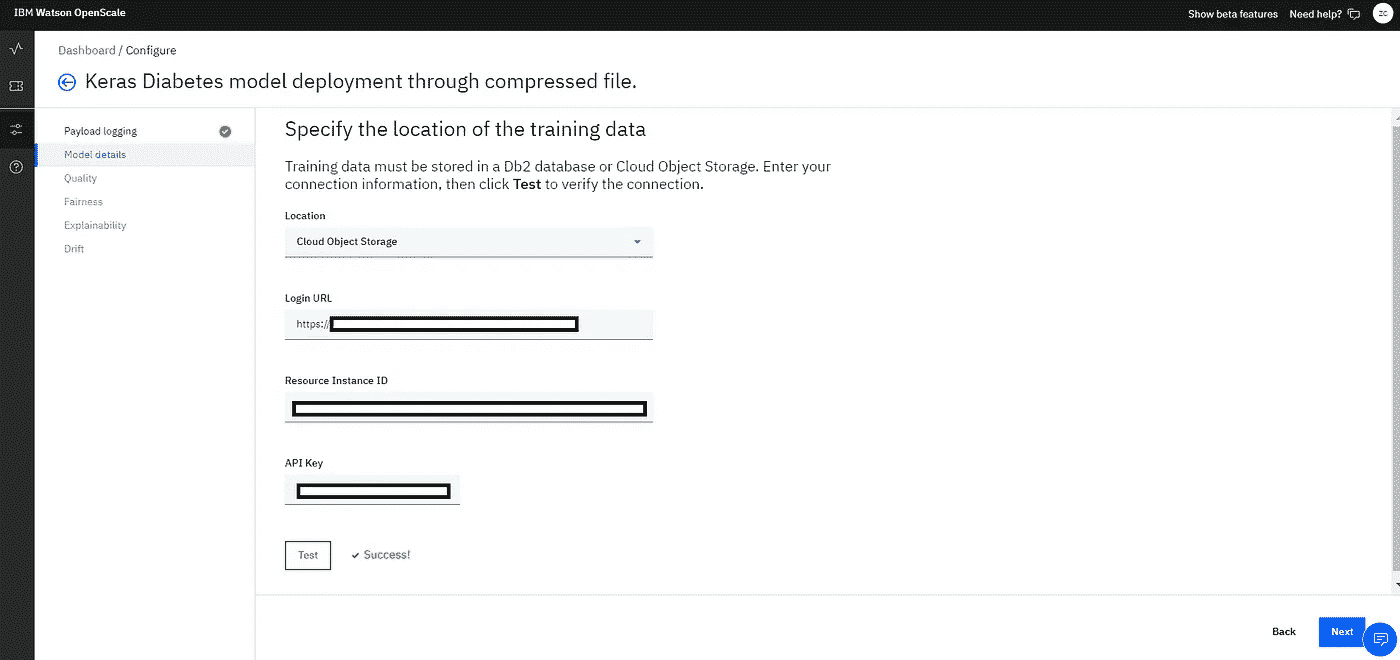 IBM Watson OpenScale
Show beta features
Need help?
ZC
Dashboard / Configure
Keras Diabetes model deployment through compressed file.
Payload logging
Model details
Quality
Fairness
Explainability
Drift
Specify the location of the training data
Training data must be stored in a Db2 database or Cloud Object Storage. Enter your
connection information, then click Test to verify the connection.
Location
Cloud Object Storage
Login URL
https://
Resource Instance ID
API Key
Test
Success!
Back
Next